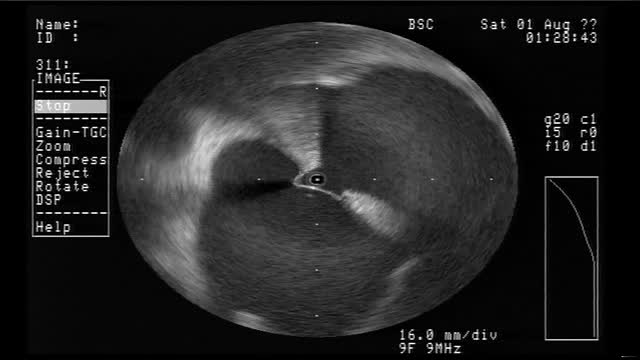 Name:
ID :
BSC
Sat 01 Aug ??
01:28:43
311:
IMAGE
-------R
Stop
--------
Gain-TGC
Zoom
Compress
Reject
Rotate
DSP
--------
Help
g20 c1
i5 r0
f10 d1
16.0 mm/div
9F 9MHz